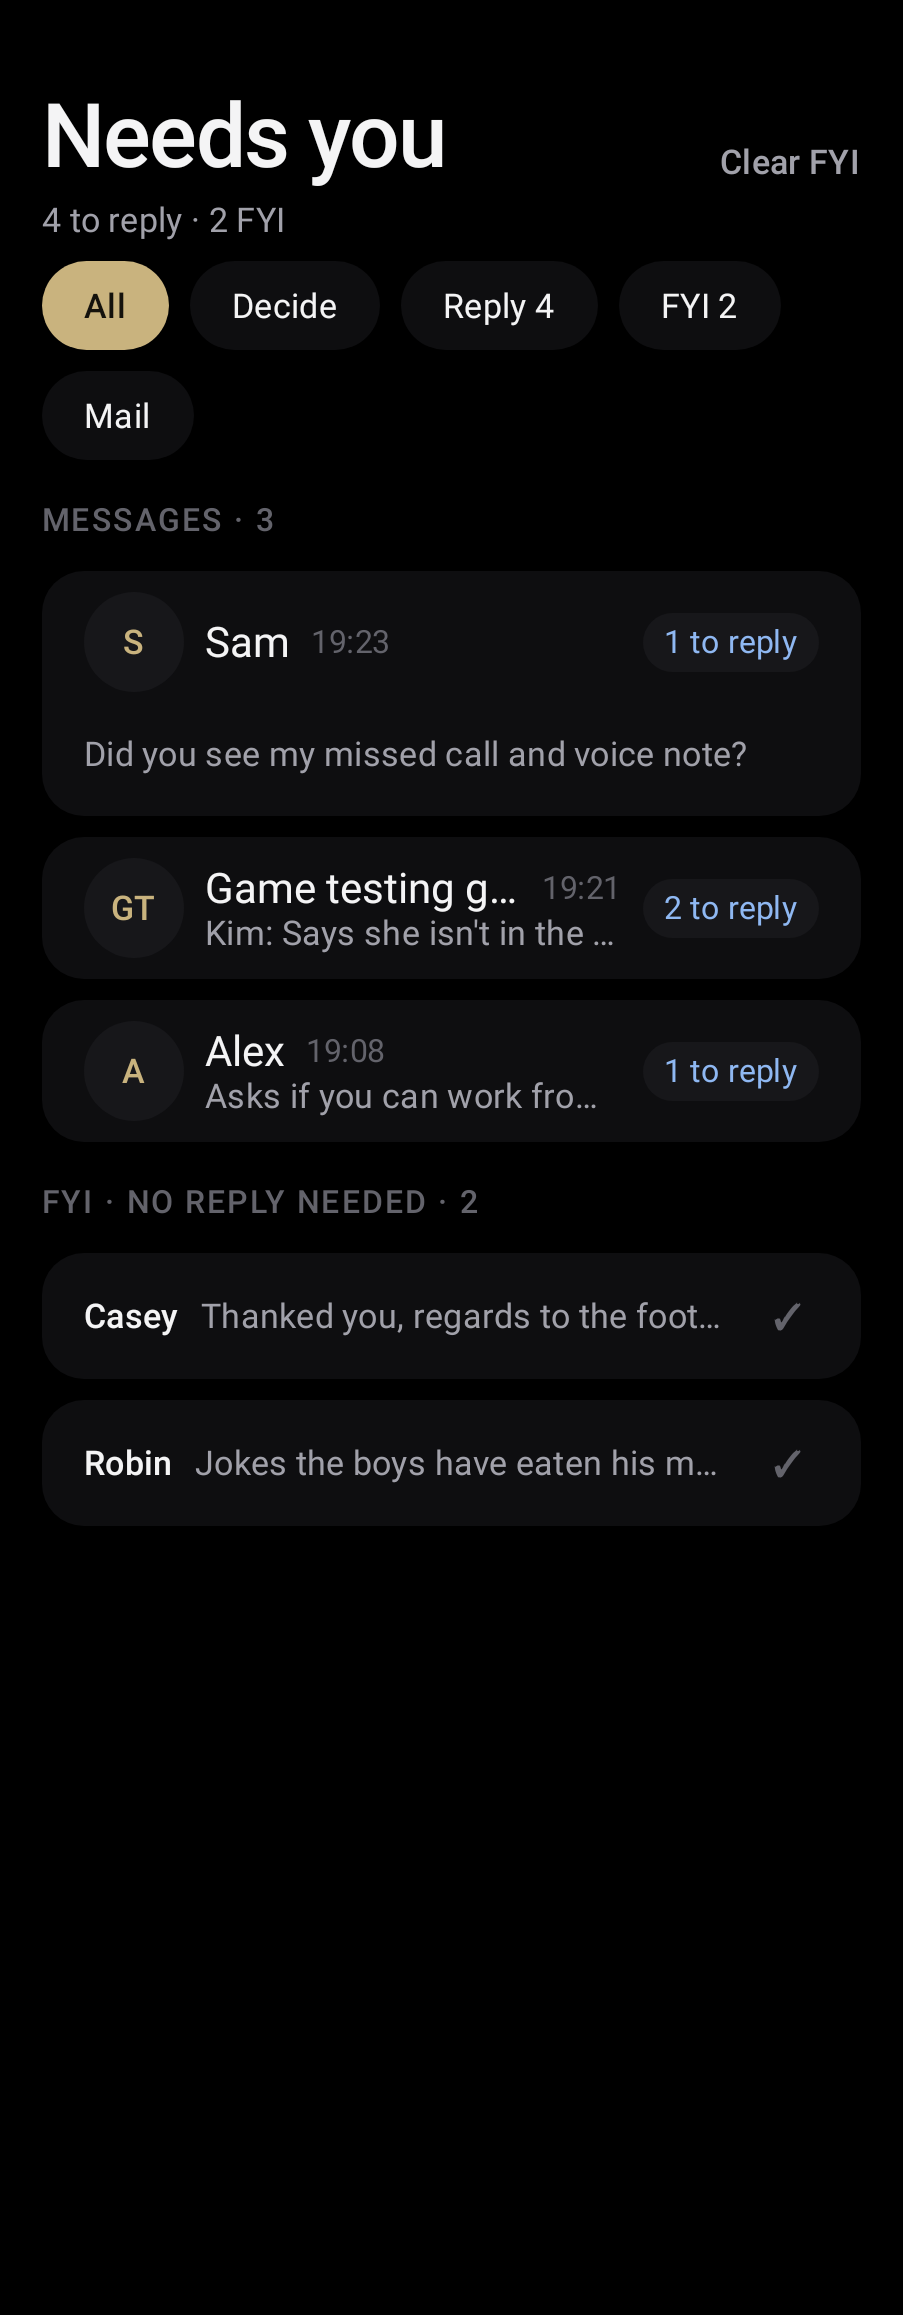 Needs you
Clear FYI
4 to reply · 2 FYI
All
Decide
Reply 4
FYI 2
Mail
MESSAGES · 3
S
Sam 19:23
1 to reply
Did you see my missed call and voice note?
GT
Game testing g... 19:21
Kim: Says she isn't in the ...
2 to reply
A
Alex 19:08
Asks if you can work fro...
1 to reply
FYI · NO REPLY NEEDED · 2
Casey Thanked you, regards to the foot... ✓
Robin Jokes the boys have eaten his m... ✓